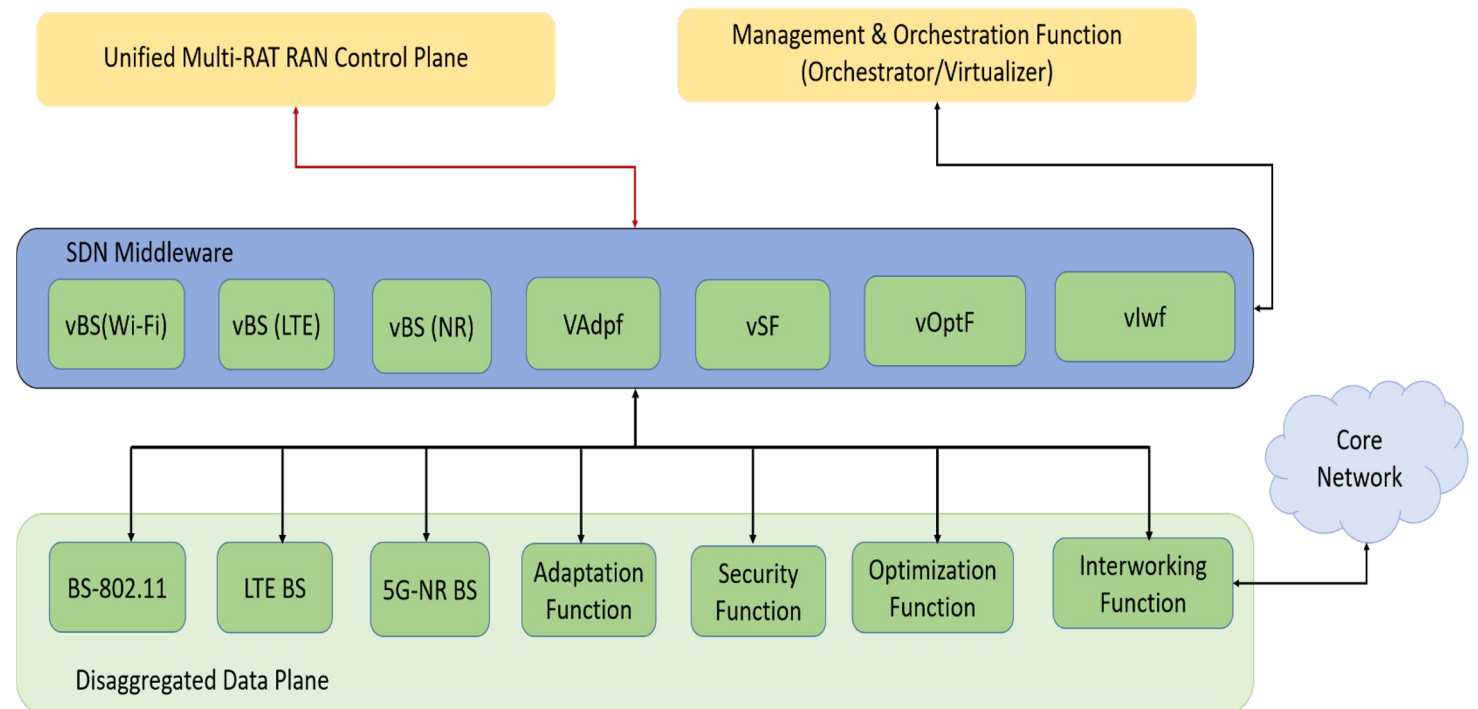 Unified Multi-RAT RAN Control Plane
Management & Orchestration Function
(Orchestrator/Virtualizer)
SDN Middleware
vBS(Wi-Fi)
vBS (LTE)
vBS (NR)
VAdpf
vSF
vOptF
vIwf
Core
Network
BS-802.11
LTE BS
5G-NR BS
Adaptation
Function
Security
Function
Optimization
Function
Interworking
Function
Disaggregated Data Plane